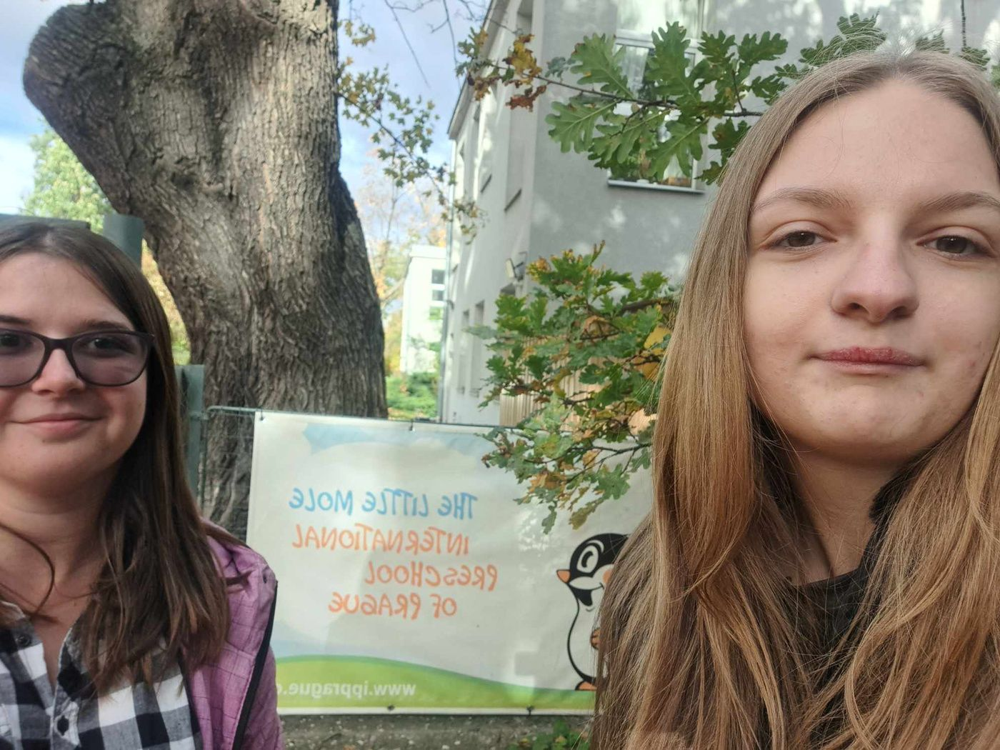 THE LITTLE MOLE
INTERNATIONAL
PRESCHOOL
OF PRAGUE
www.ipprague.